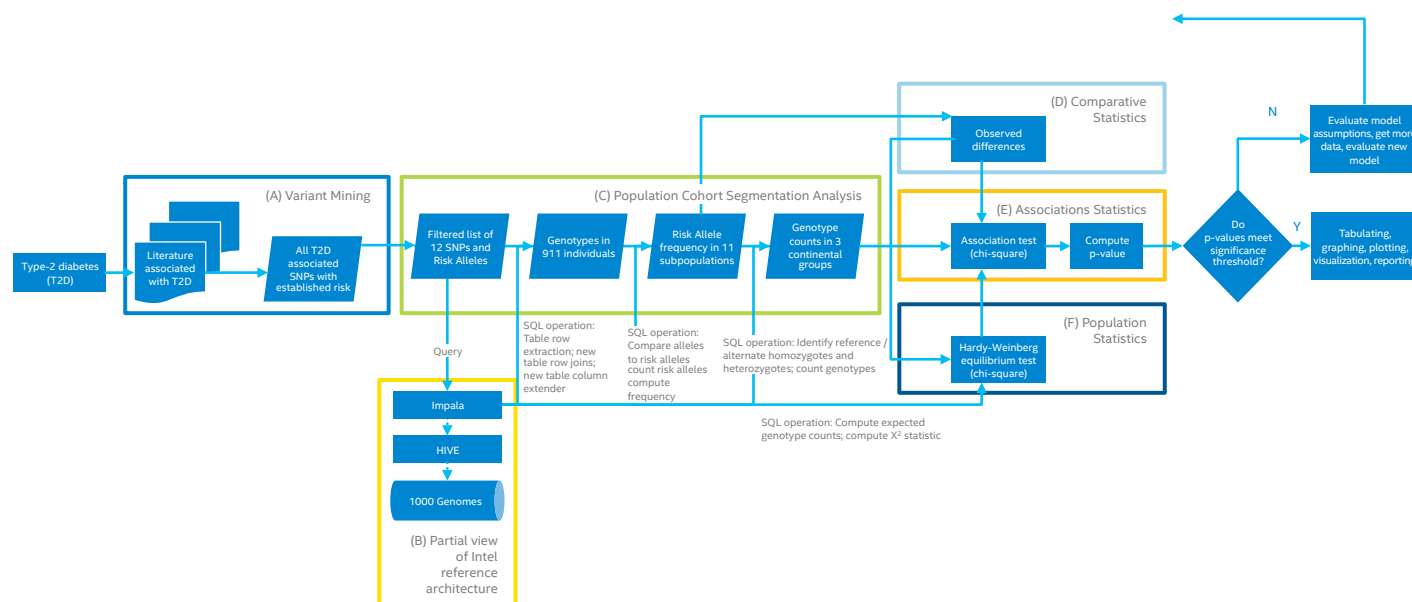 Type-2 diabetes
(T2D)
(A) Variant Mining
Literature
associated
with T2D
All T2D
associated
SNPs with
established risk
(C) Population Cohort Segmentation Analysis
Filtered list of
12 SNPs and
Risk Alleles
Genotypes in
911 individuals
Risk Allele
frequency in 11
subpopulations
Genotype
counts in 3
continental
groups
Query
SQL operation:
Table row
extraction; new
table row joins;
new table column
extender
SQL operation:
Compare alleles
to risk alleles
count risk alleles
compute
frequency
SQL operation: Identify reference /
alternate homozygotes and
heterozygotes; count genotypes
SQL operation: Compute expected
genotype counts; compute X² statistic
Impala
HIVE
1000 Genomes
(B) Partial view
of Intel
reference
architecture
(D) Comparative
Statistics
Observed
differences
(E) Associations Statistics
Association test
(chi-square)
Compute
p-value
(F) Population
Statistics
Hardy-Weinberg
equilibrium test
(chi-square)
Do
p-values meet
significance
threshold?
N
Evaluate model
assumptions, get more
data, evaluate new
model
Y
Tabulating,
graphing, plotting,
visualization, reporting